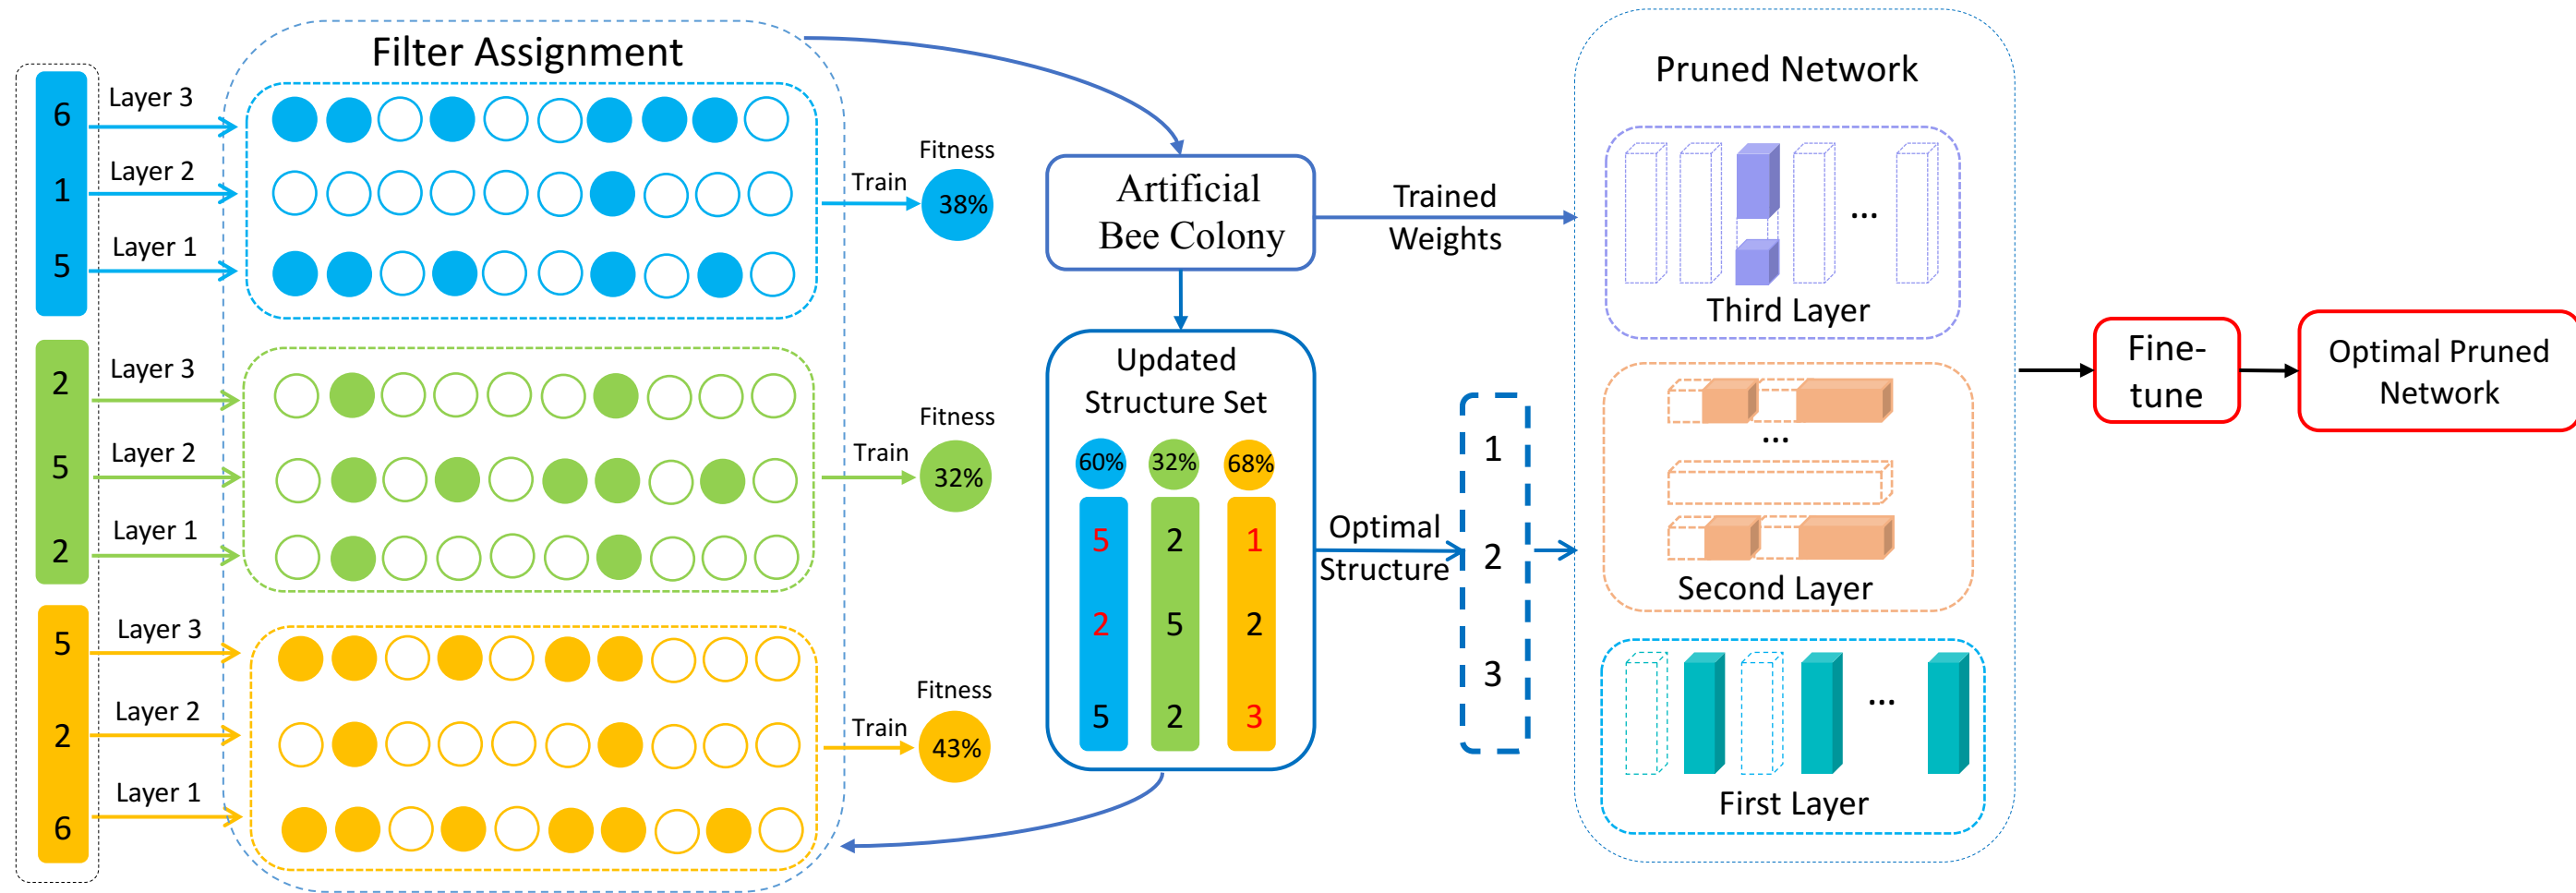 Filter Assignment
6
Layer 3
1
Layer 2
5
Layer 1
Train
Fitness
38%
2
Layer 3
5
Layer 2
2
Layer 1
Train
Fitness
32%
5
Layer 3
2
Layer 2
6
Layer 1
Train
Fitness
43%
Artificial
Bee Colony
Trained
Weights
Updated
Structure Set
60% 32% 68%
5 2 1
2 5 2
5 2 3
Optimal
Structure
1
2
3
Pruned Network
...
Third Layer
...
Second Layer
...
First Layer
Fine-
tune
Optimal Pruned
Network